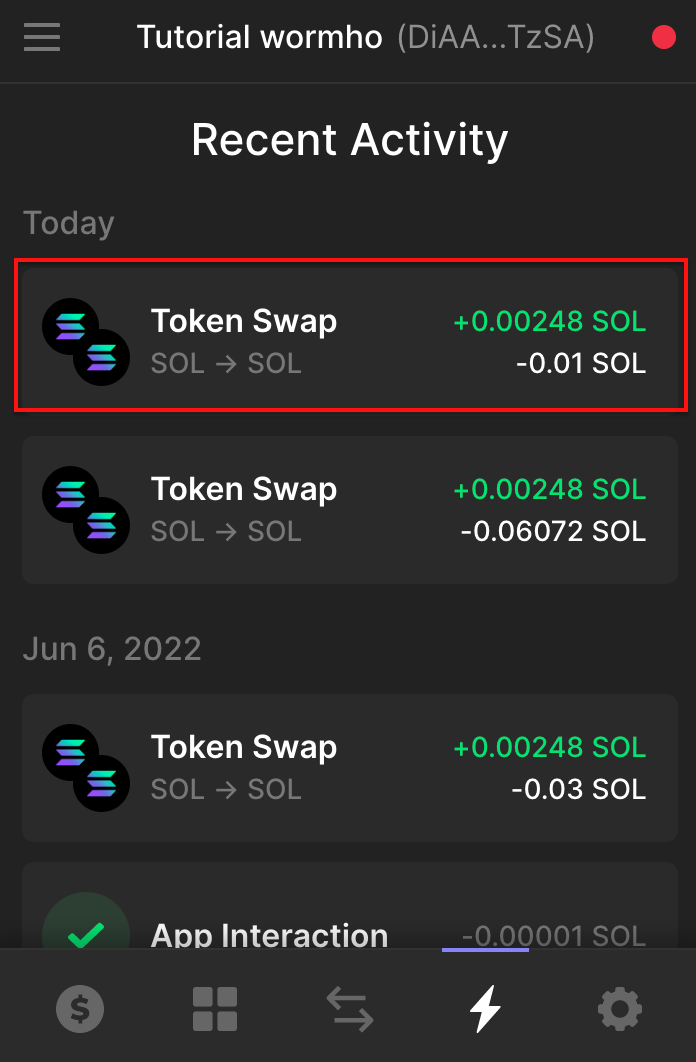 Tutorial wormho (DiAA...TzSA)
Recent Activity
Today
Token Swap +0.00248 SOL
SOL → SOL -0.01 SOL
Token Swap +0.00248 SOL
SOL → SOL -0.06072 SOL
Jun 6, 2022
Token Swap +0.00248 SOL
SOL → SOL -0.03 SOL
App Interaction -0.00001 SOL
$